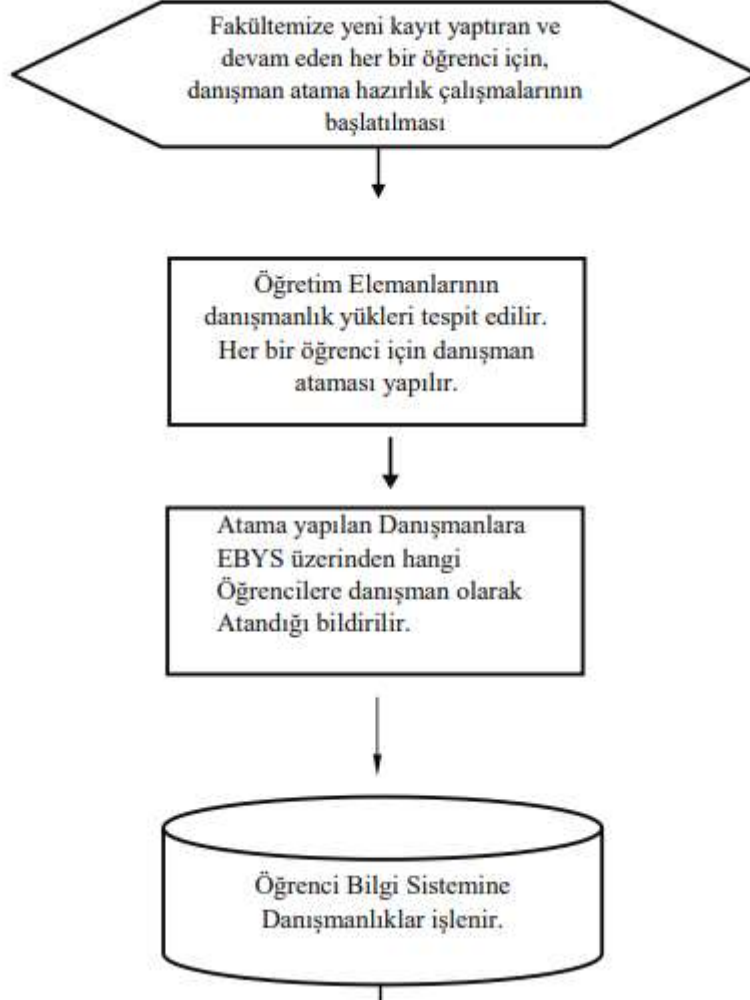 Fakültemize yeni kayıt yaptıran ve
devam eden her bir öğrenci için,
danışman atama hazırlık çalışmalarının
başlatılması
Öğretim Elemanlarının
danışmanlık yükleri tespit edilir.
Her bir öğrenci için danışman
ataması yapılır.
Atama yapılan Danışmanlara
EBYS üzerinden hangi
Öğrencilere danışman olarak
Atandığı bildirilir.
Öğrenci Bilgi Sistemine
Danışmanlıklar işlenir.